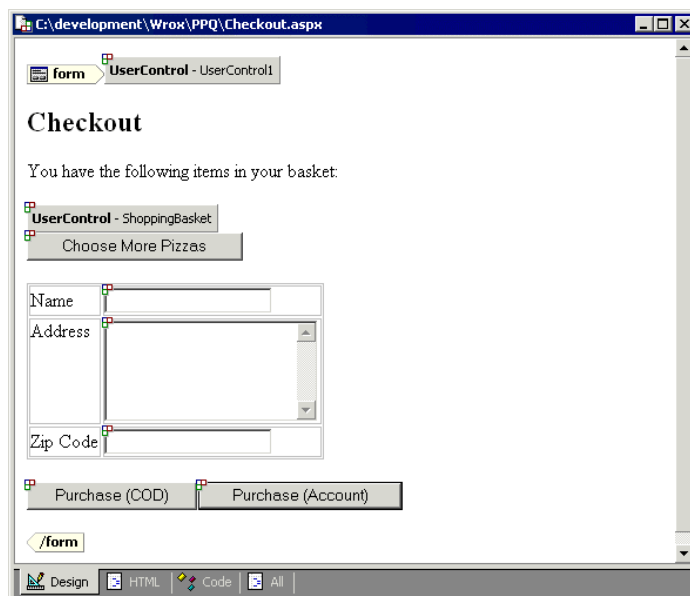 C:\development\Wrox\PPQ\Checkout.aspx
form UserControl - UserControl1
Checkout
You have the following items in your basket:
UserControl - ShoppingBasket
Choose More Pizzas
Name
Address
Zip Code
Purchase (COD) Purchase (Account)
/form
Design HTML Code All